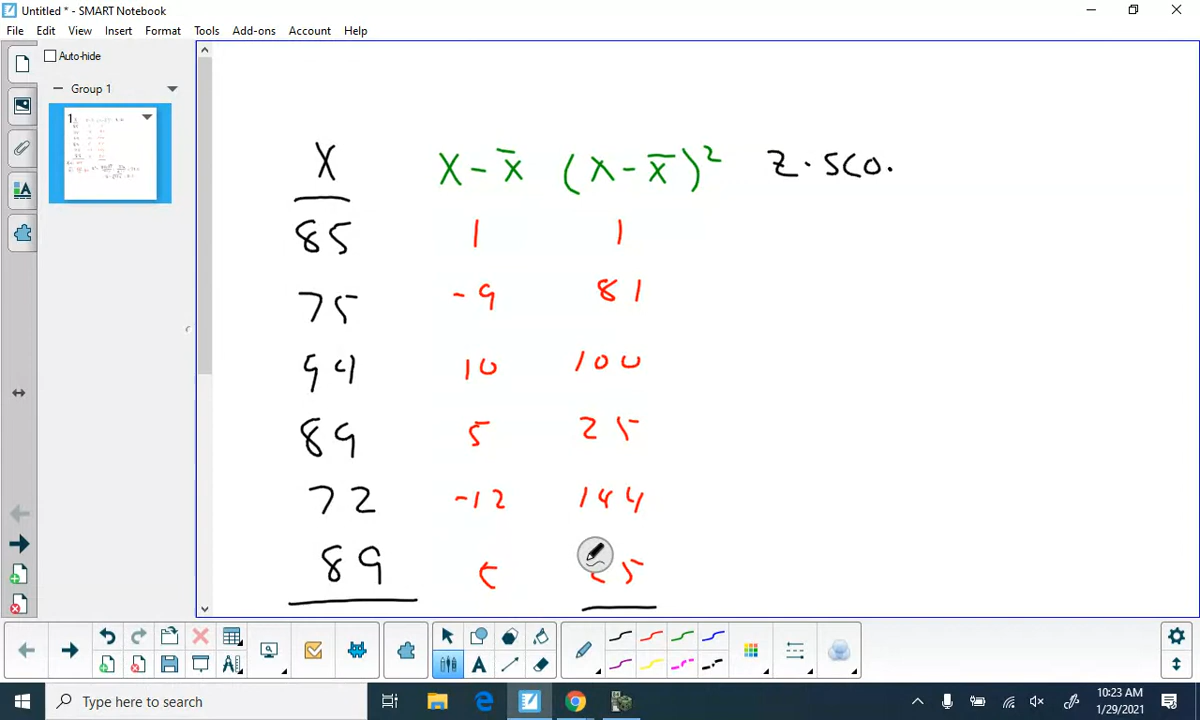 Untitled * - SMART Notebook
File Edit View Insert Format Tools Add-ons Account Help
Auto-hide
Group 1
1
X X - x̄ (X - x̄)² Z. SCO.
85 1 1
75 -9 81
94 10 100
89 5 25
72 -12 144
89 5
A
A
Type here to search
10:23 AM
1/29/2021